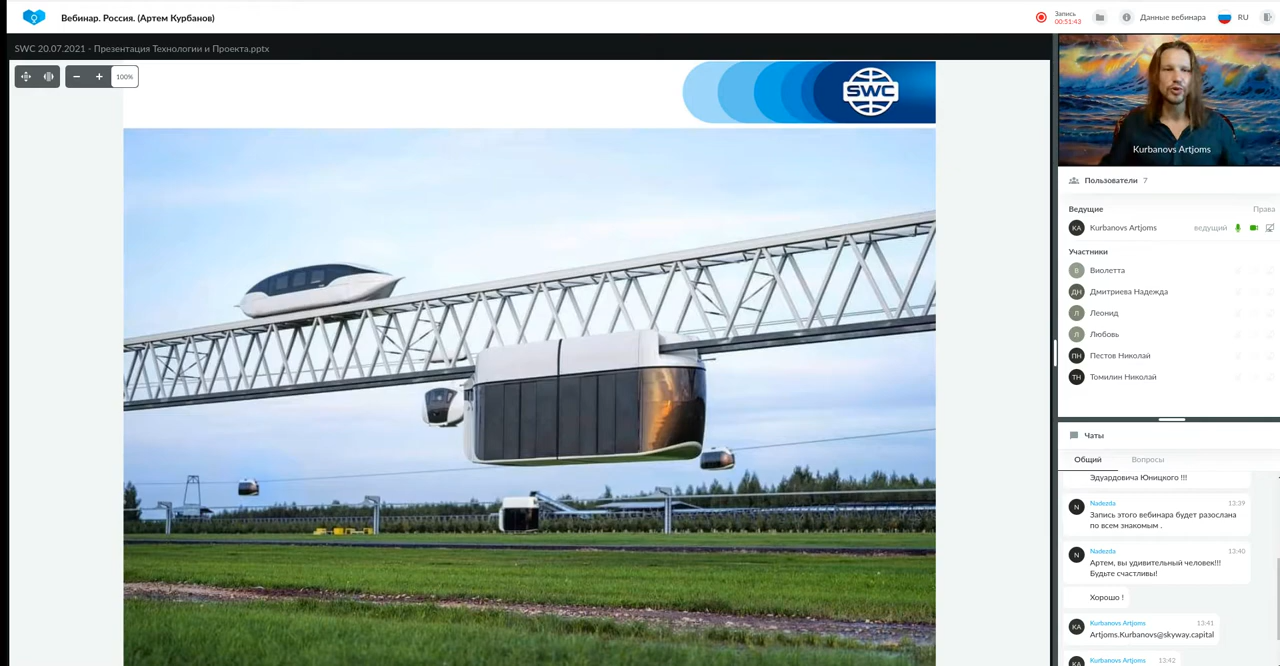 Вебинар. Россия. (Артем Курбанов)
Запись
00:51:43
Данные вебинара
RU
SWC 20.07.2021 - Презентация Технологии и Проекта.pptx
100%
SWC
Kurbanovs Artjoms
Пользователи 7
Ведущие Права
KA Kurbanovs Artjoms ведущий
Участники
В Виолетта
ДН Дмитриева Надежда
Л Леонид
Л Любовь
ПН Пестов Николай
ТН Томилин Николай
Чаты
Общий Вопросы
Эдуардовича Юницкого !!!
N Nadezda 13:39
Запись этого вебинара будет разослана
по всем знакомым .
N Nadezda 13:40
Артем, вы удивительный человек!!!
Будьте счастливы!
Хорошо !
KA Kurbanovs Artjoms 13:41
Artjoms.Kurbanovs@skyway.capital
KA Kurbanovs Artjoms 13:42